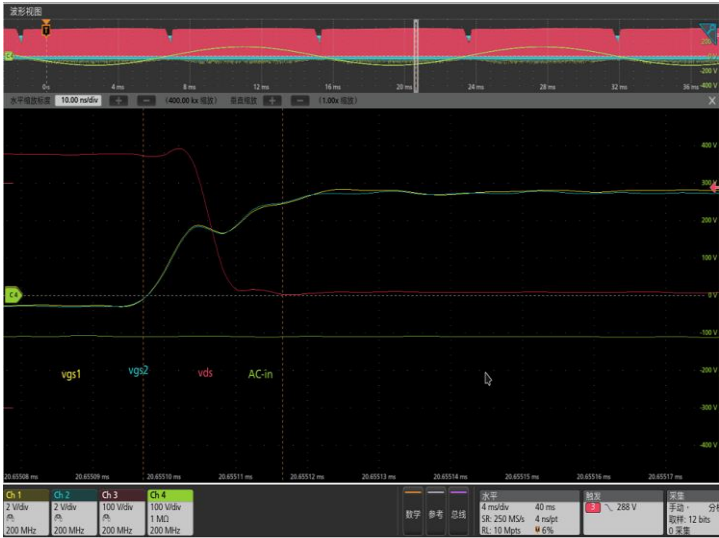 波形视图
T
200 V
C4
-200 V
0 s 4 ms 8 ms 12 ms 16 ms 20 ms 24 ms 28 ms 32 ms 36 ms -400 V
水平缩放标度 10.00 ns/div + − (400.00 kx 缩放) 垂直缩放 + − (1.00x 缩放) X
400 V
300 V
200 V
100 V
C4 0 V
-100 V
vgs1 vgs2 vds AC-in
-200 V
-300 V
-400 V
20.65508 ms 20.65509 ms 20.65510 ms 20.65511 ms 20.65512 ms 20.65513 ms 20.65514 ms 20.65515 ms 20.65516 ms 20.65517 ms
Ch 1 Ch 2 Ch 3 Ch 4 水平 触发 采集
2 V/div 2 V/div 100 V/div 100 V/div 数学 参考 总线 4 ms/div 40 ms 3 288 V 手动,
1 MΩ SR: 250 MS/s 4 ns/pt 取样: 12 bits
200 MHz 200 MHz 200 MHz 200 MHz RL: 10 Mpts 6% 0 采集